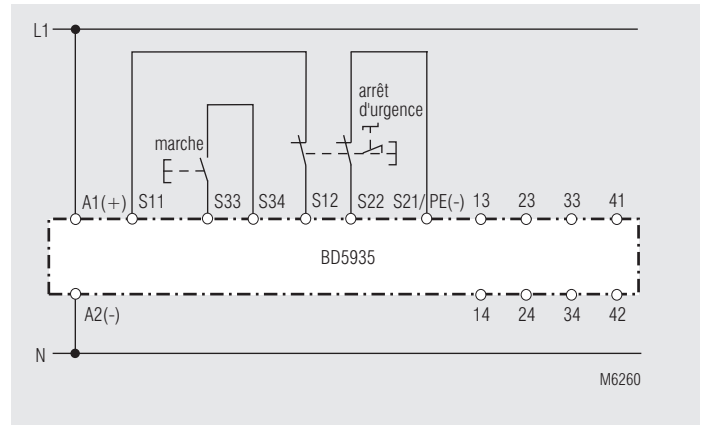 L1
arrêt
d'urgence
marche
A1(+) S11 S33 S34 S12 S22 S21/ PE(-) 13 23 33 41
BD5935
A2(-) 14 24 34 42
N
M6260